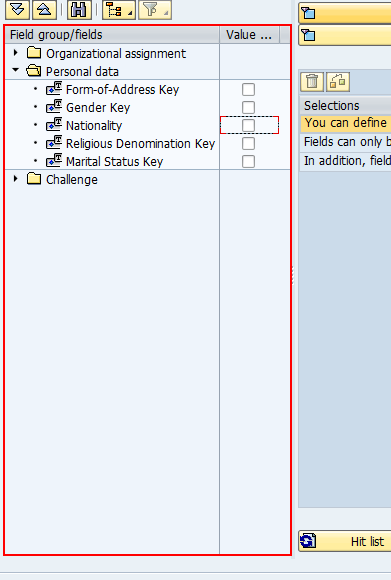 Field group/fields Value ...
Organizational assignment
Personal data
Form-of-Address Key
Gender Key
Nationality
Religious Denomination Key
Marital Status Key
Challenge
Selections
You can define
Fields can only b
In addition, field
Hit list